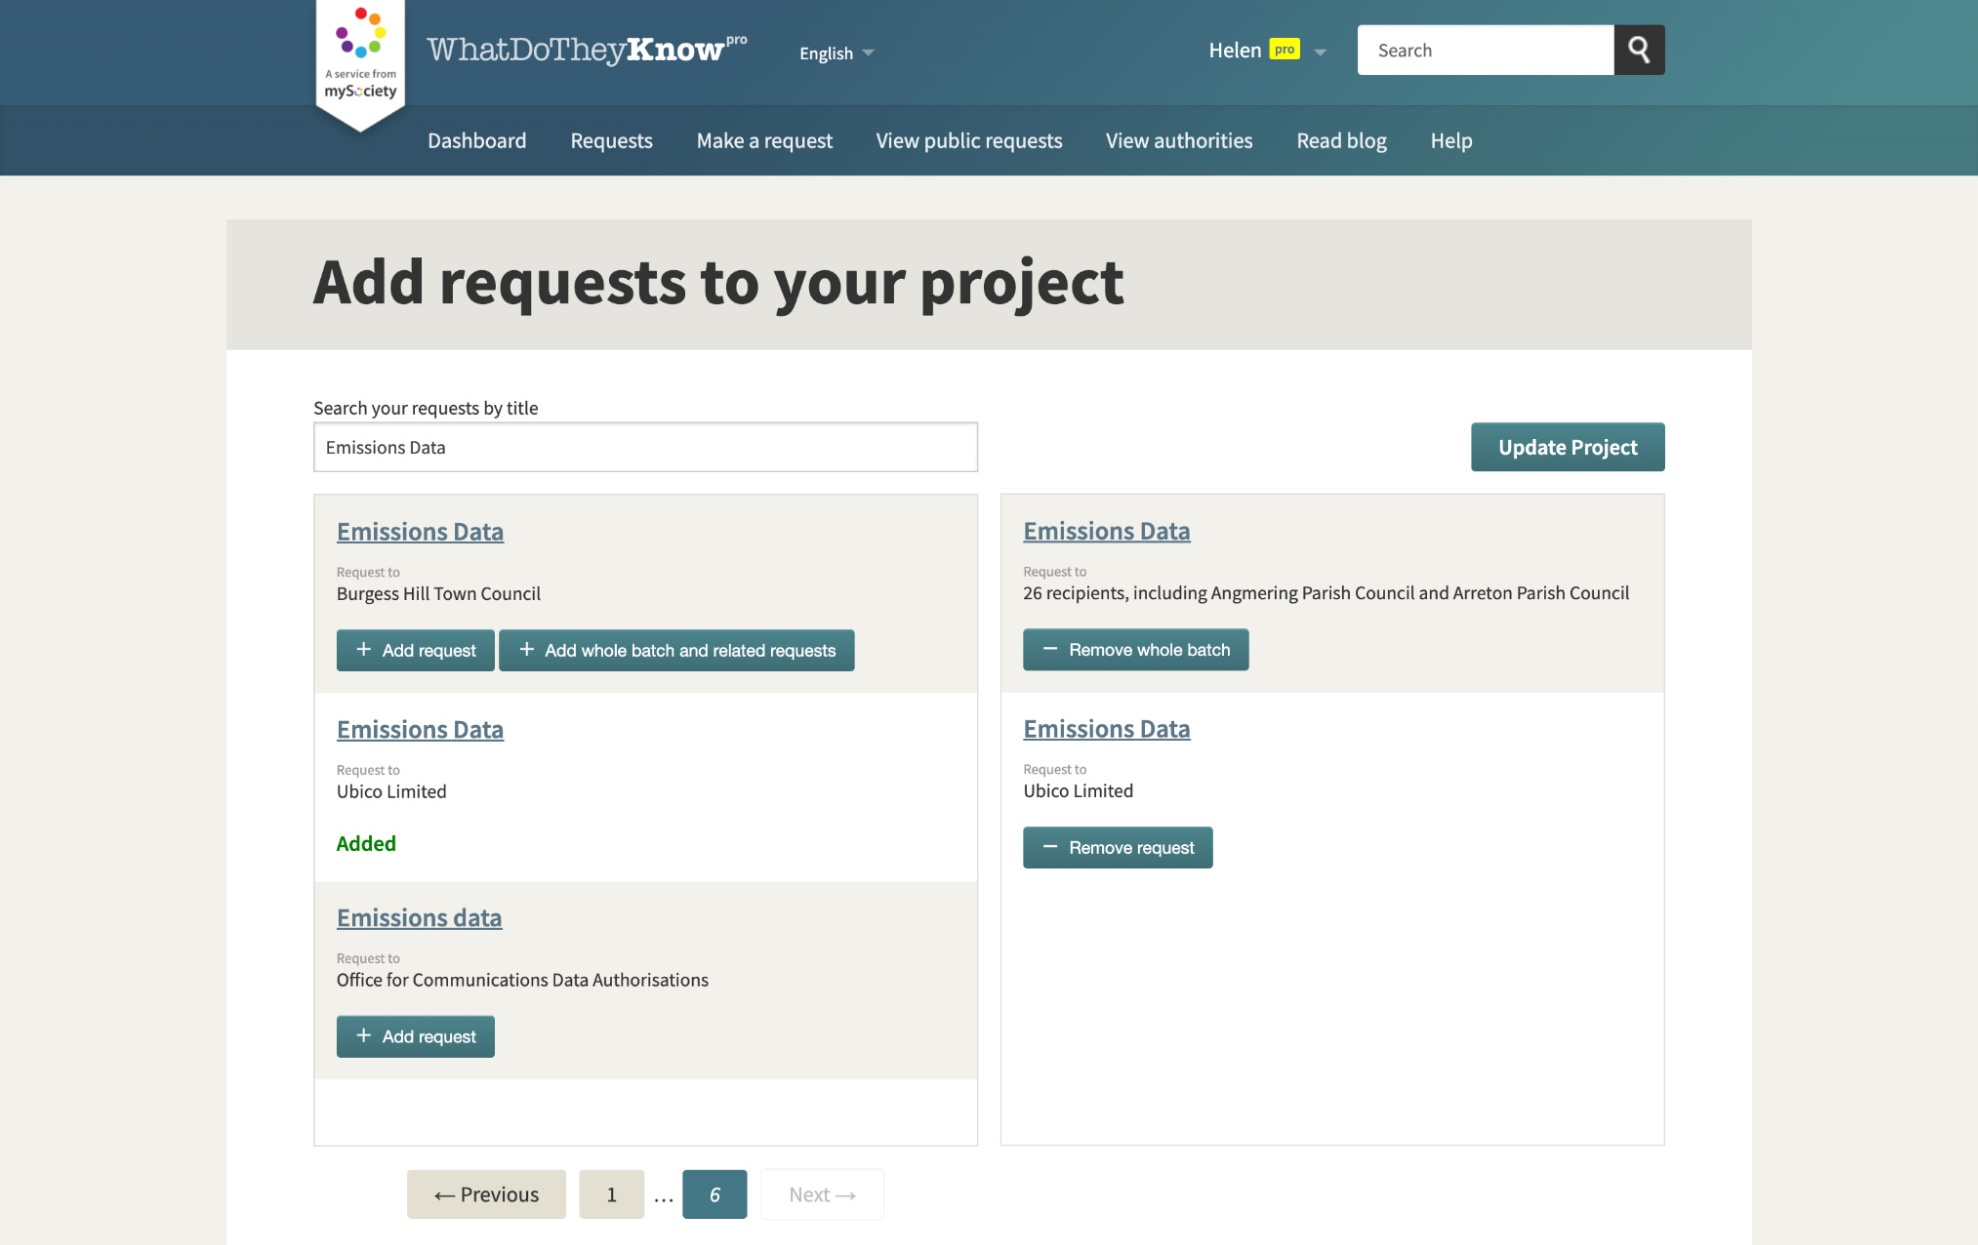 A service from
mySociety
WhatDoTheyKnow pro
English
Helen pro
Search
Dashboard Requests Make a request View public requests View authorities Read blog Help
Add requests to your project
Search your requests by title
Emissions Data
Update Project
Emissions Data
Request to
Burgess Hill Town Council
+ Add request + Add whole batch and related requests
Emissions Data
Request to
Ubico Limited
Added
Emissions data
Request to
Office for Communications Data Authorisations
+ Add request
Emissions Data
Request to
26 recipients, including Angmering Parish Council and Arreton Parish Council
− Remove whole batch
Emissions Data
Request to
Ubico Limited
− Remove request
← Previous 1 … 6 Next →